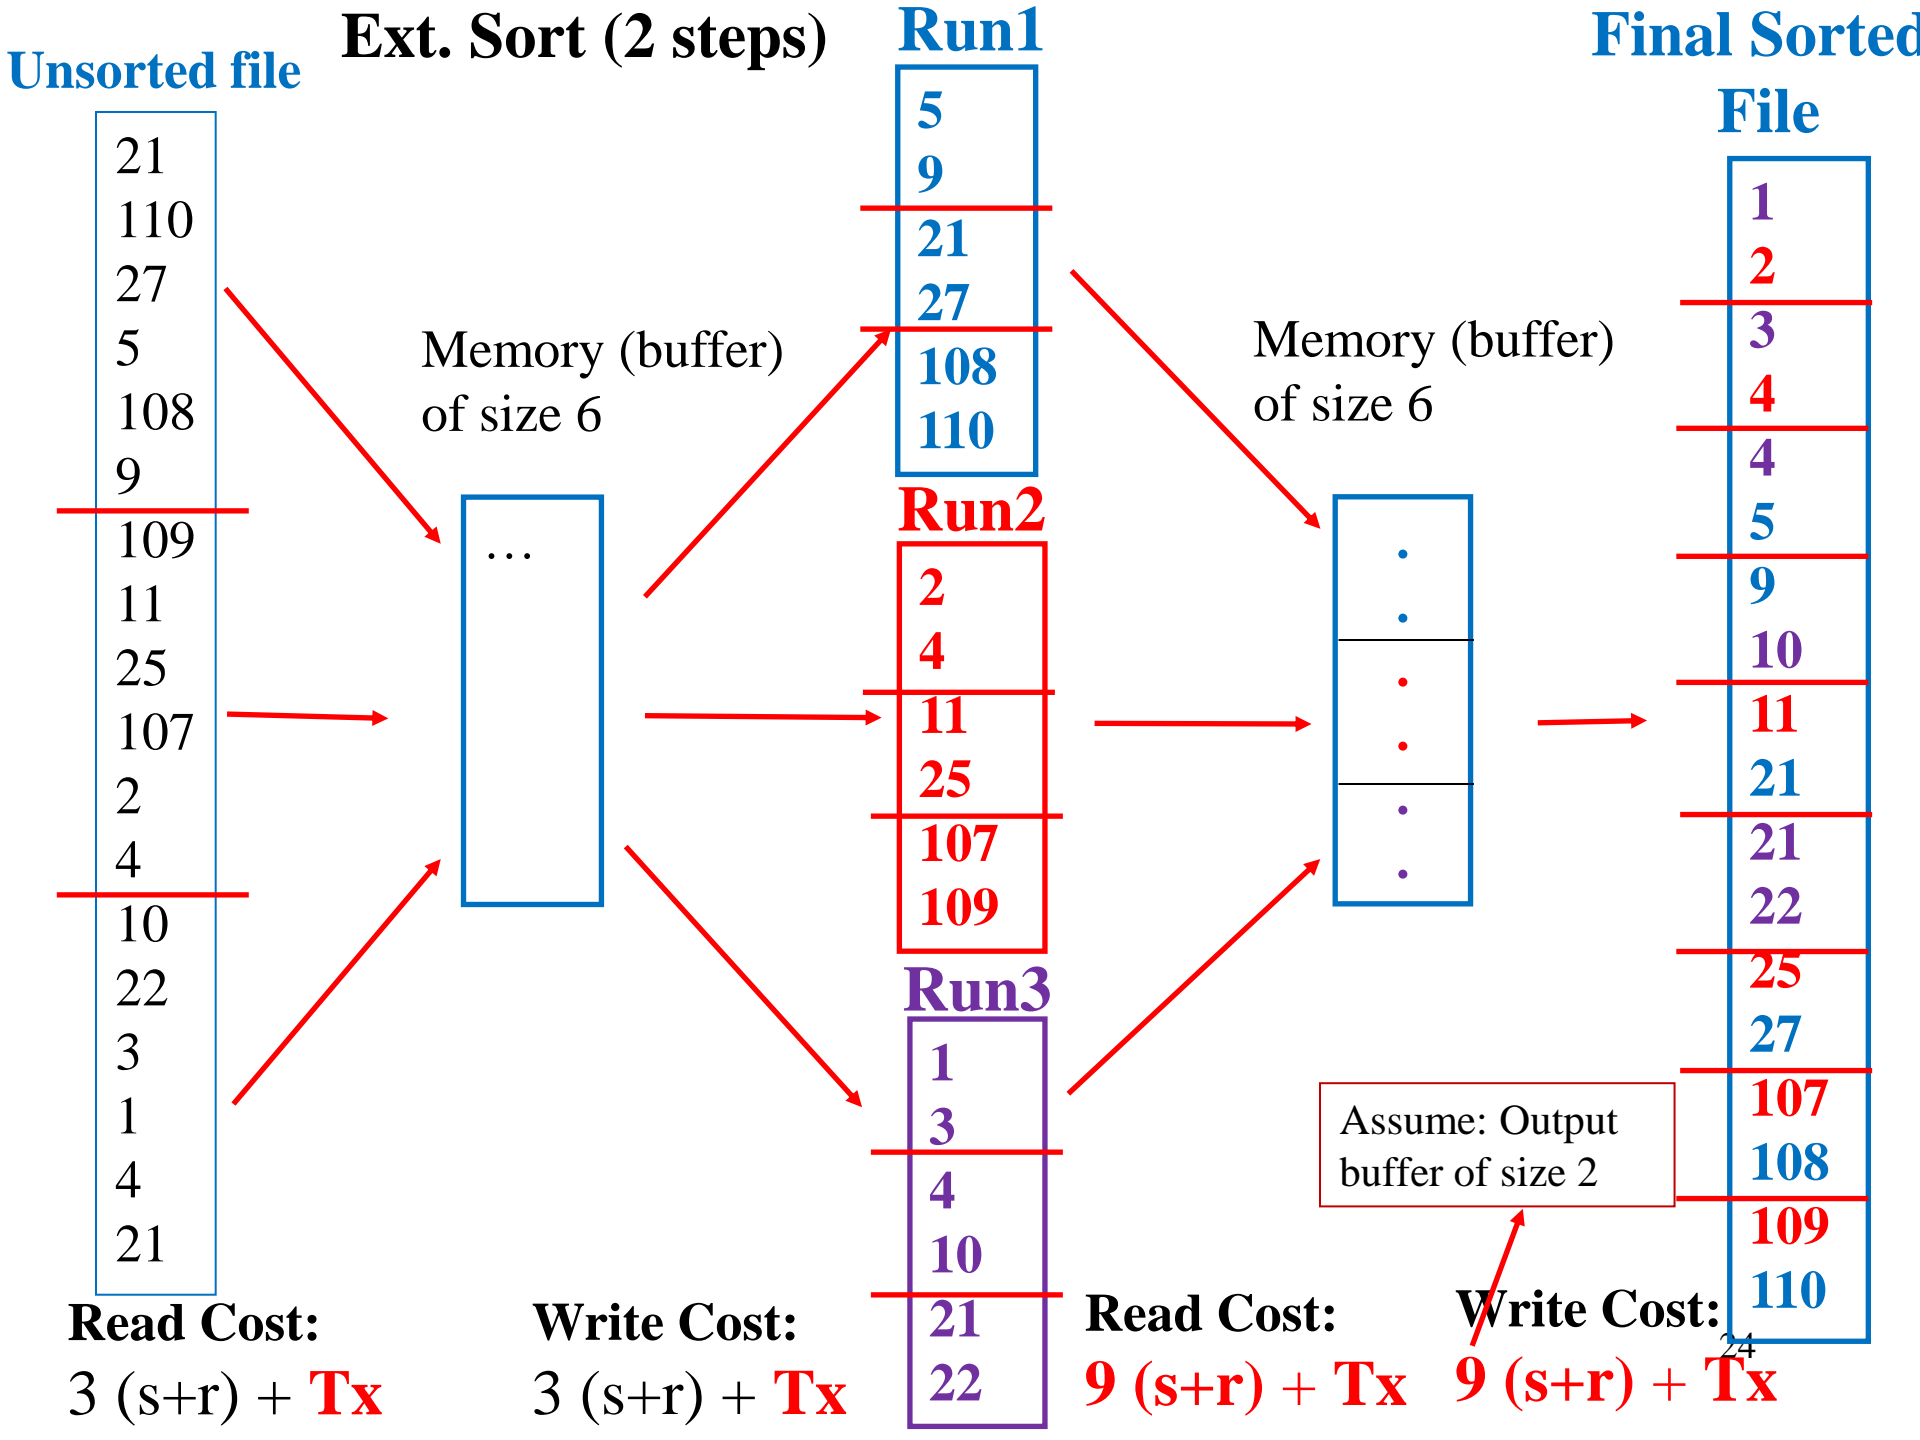 Ext. Sort (2 steps)
Unsorted file
21
110
27
5
108
9
109
11
25
107
2
4
10
22
3
1
4
21
Read Cost:
3 (s+r) + Tx
Memory (buffer)
of size 6
...
Write Cost:
3 (s+r) + Tx
Run1
5
9
21
27
108
110
Run2
2
4
11
25
107
109
Run3
1
3
4
10
21
22
Memory (buffer)
of size 6
Read Cost:
9 (s+r) + Tx
Assume: Output
buffer of size 2
Write Cost:
9 (s+r) + Tx
Final Sorted
File
1
2
3
4
4
5
9
10
11
21
21
22
25
27
107
108
109
110
24